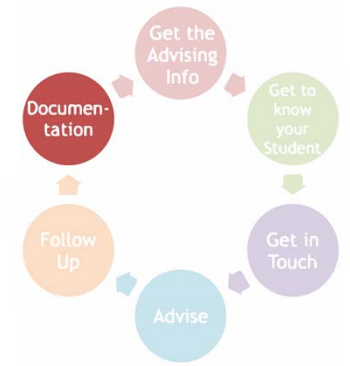 Get the
Advising
Info
Get to
know
your
Student
Get in
Touch
Advise
Follow
Up
Documen-
tation